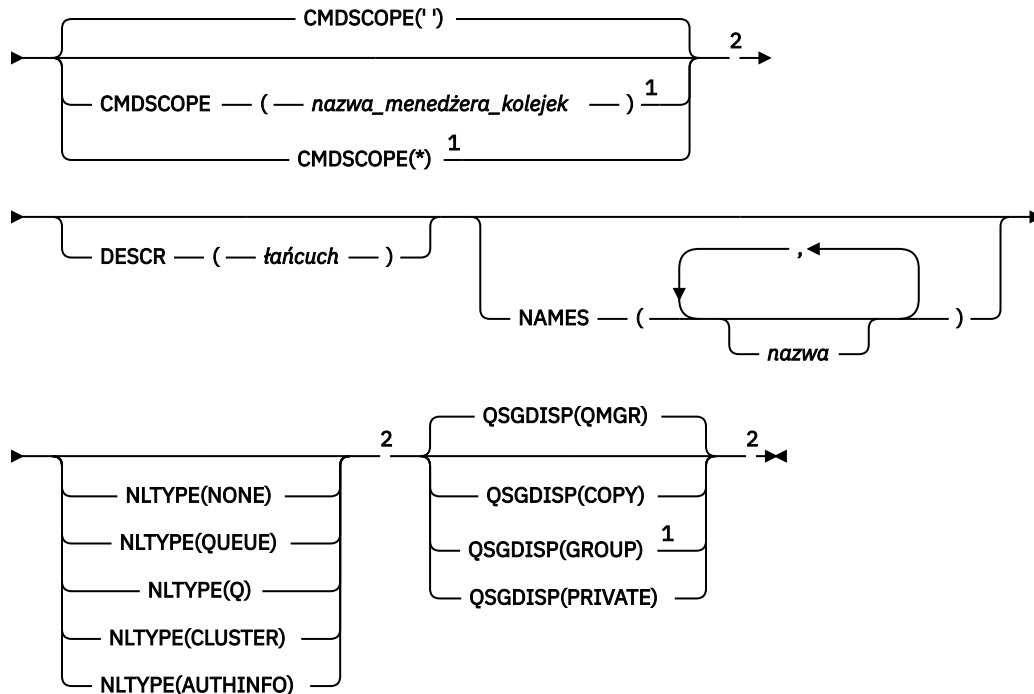 CMDSCOPE(' ')
2
CMDSCOPE ( nazwa_menedżera_kolejek ) 1
CMDSCOPE(*) 1
DESCR ( łańcuch )
,
NAMES ( nazwa )
QSGDISP(QMGR)
2 2
NLTYPE(NONE) QSGDISP(COPY)
NLTYPE(QUEUE) QSGDISP(GROUP) 1
NLTYPE(Q) QSGDISP(PRIVATE)
NLTYPE(CLUSTER)
NLTYPE(AUTHINFO)